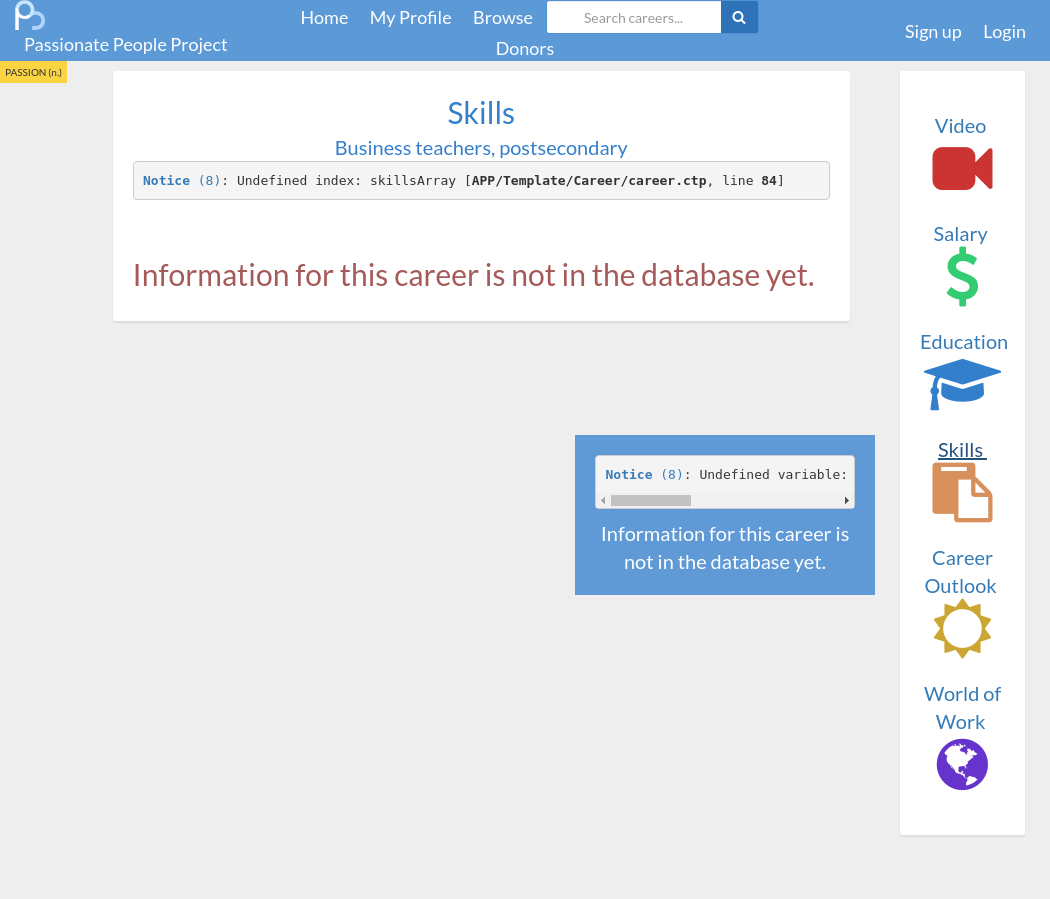 Home My Profile Browse Search careers...
Passionate People Project
Donors
Sign up Login
PASSION (n.)
Skills
Business teachers, postsecondary
Notice (8): Undefined index: skillsArray [APP/Template/Career/career.ctp, line 84]
Information for this career is not in the database yet.
Notice (8): Undefined variable:
Information for this career is
not in the database yet.
Video
Salary
Education
Skills
Career
Outlook
World of
Work